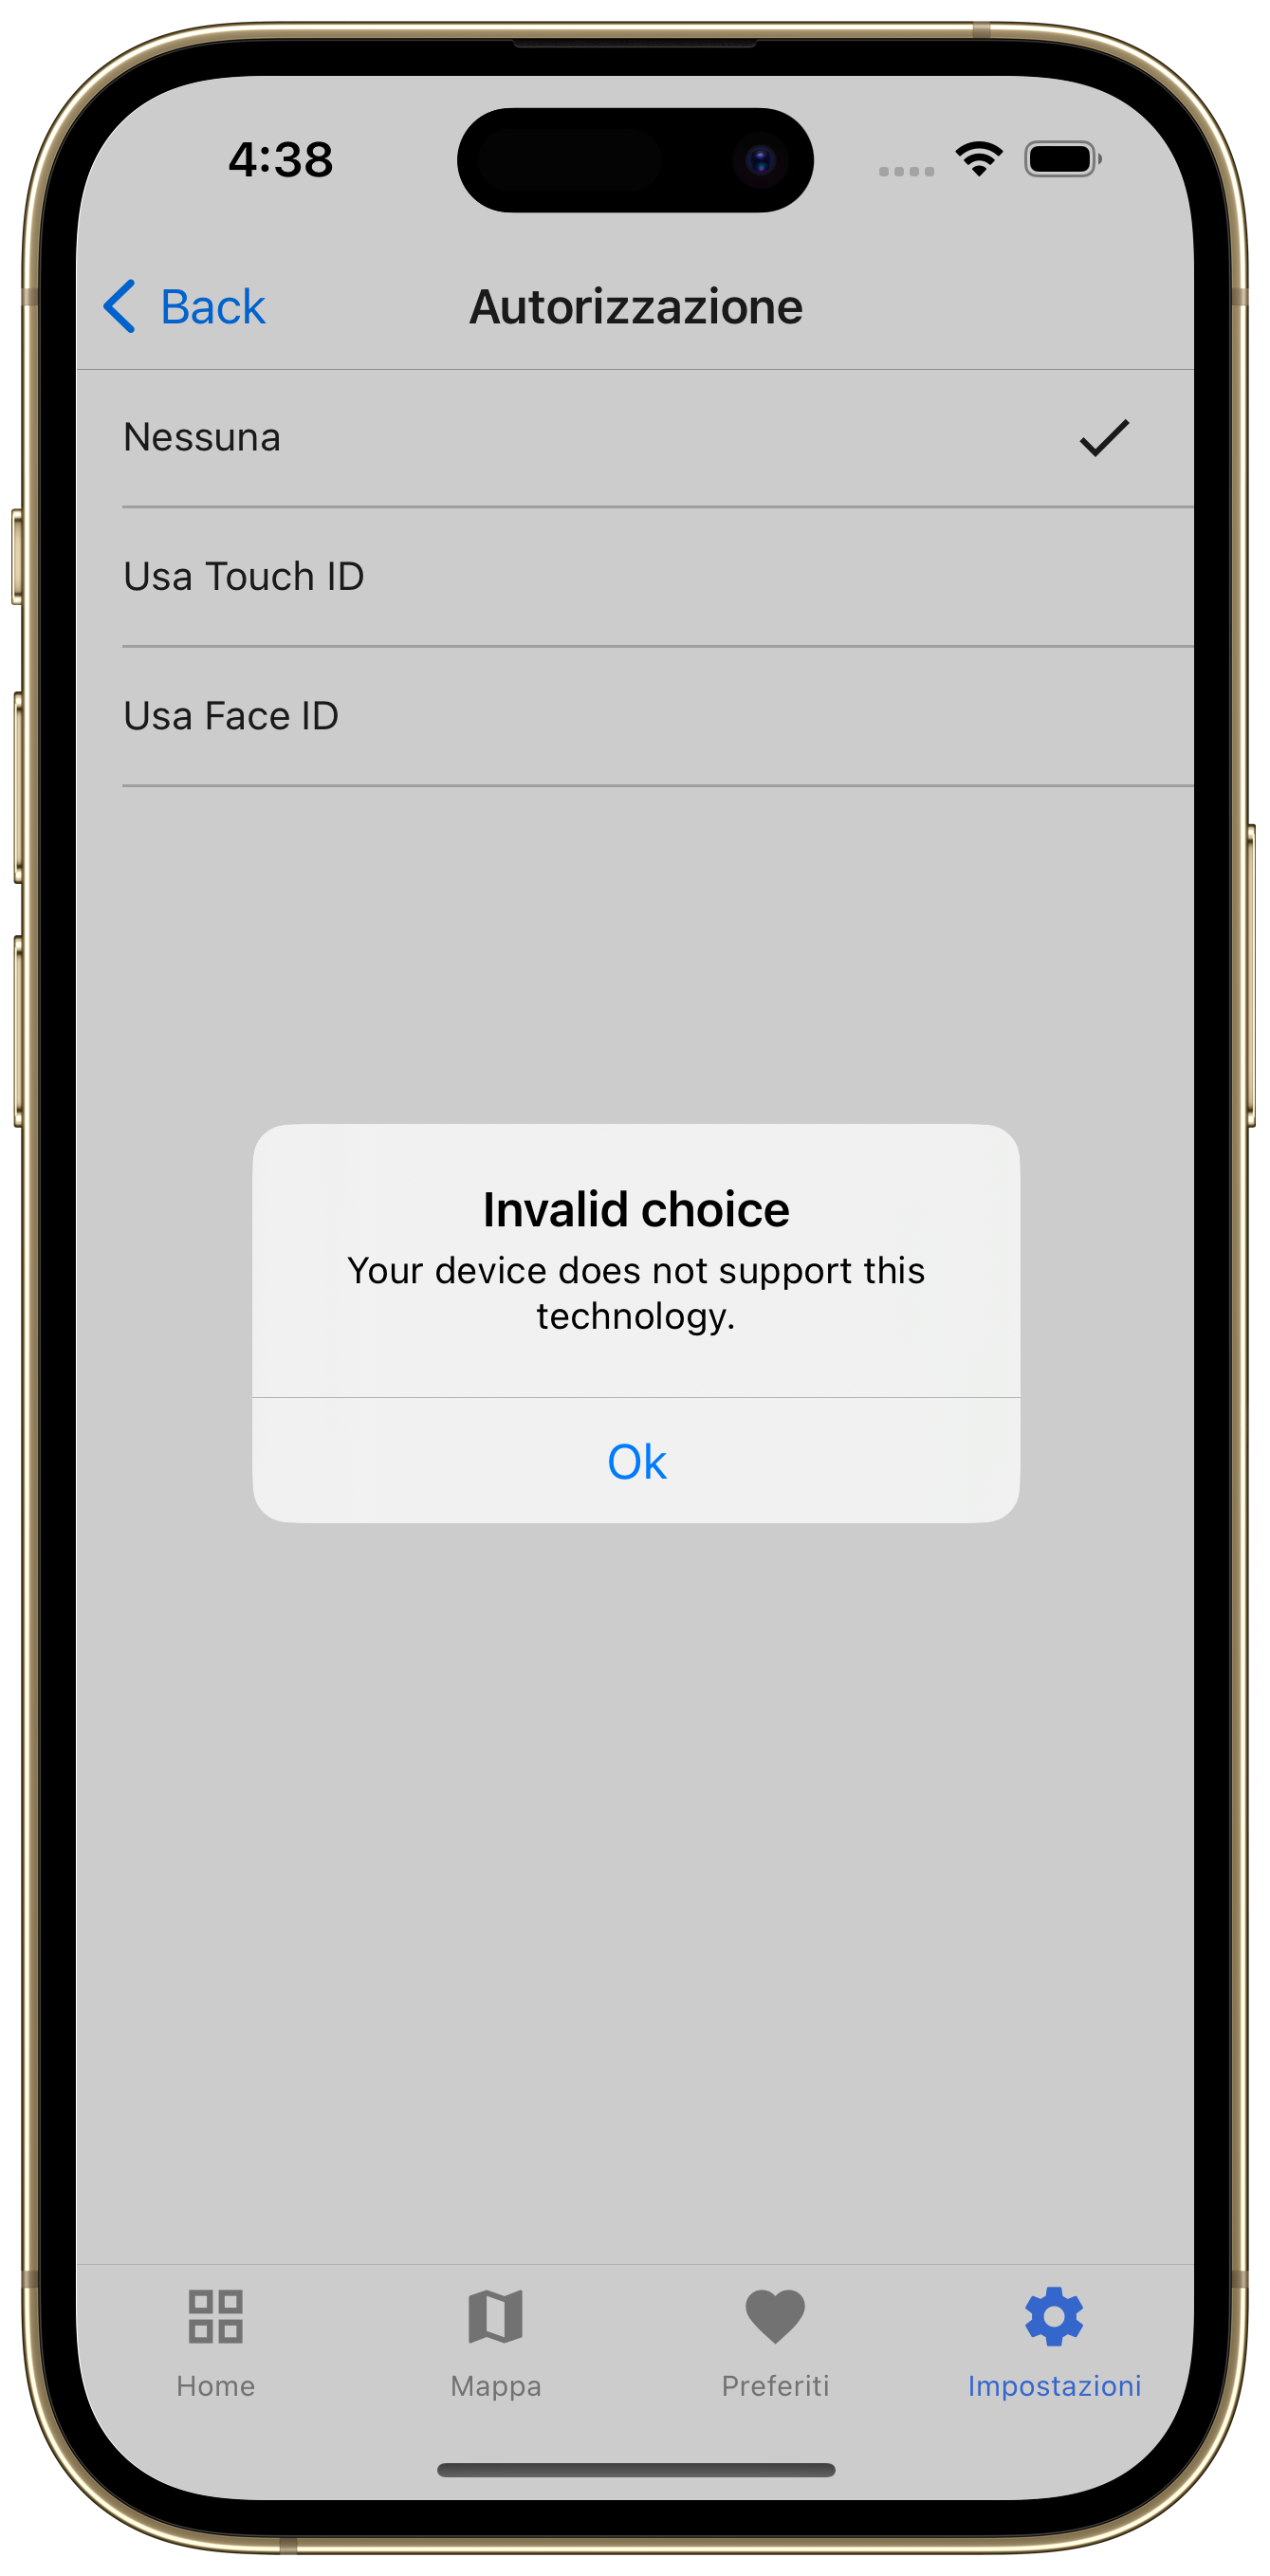 4:38
Back
Autorizzazione
Nessuna
Usa Touch ID
Usa Face ID
Invalid choice
Your device does not support this
technology.
Ok
Home
Mappa
Preferiti
Impostazioni